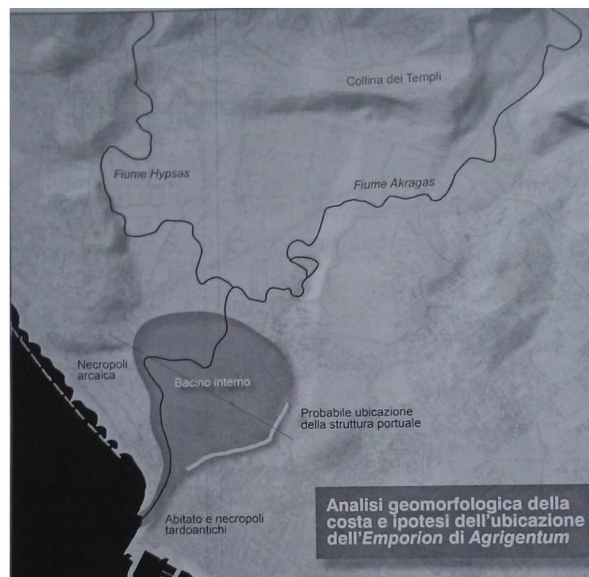 Collina dei Templi
Fiume Hypsas
Fiume Akragas
Necropoli
arcaica
Bacino interno
Probabile ubicazione
della struttura portuale
Abitato e necropoli
tardoantichi
Analisi geomorfologica della
costa e ipotesi dell'ubicazione
dell'Emporion di Agrigentum